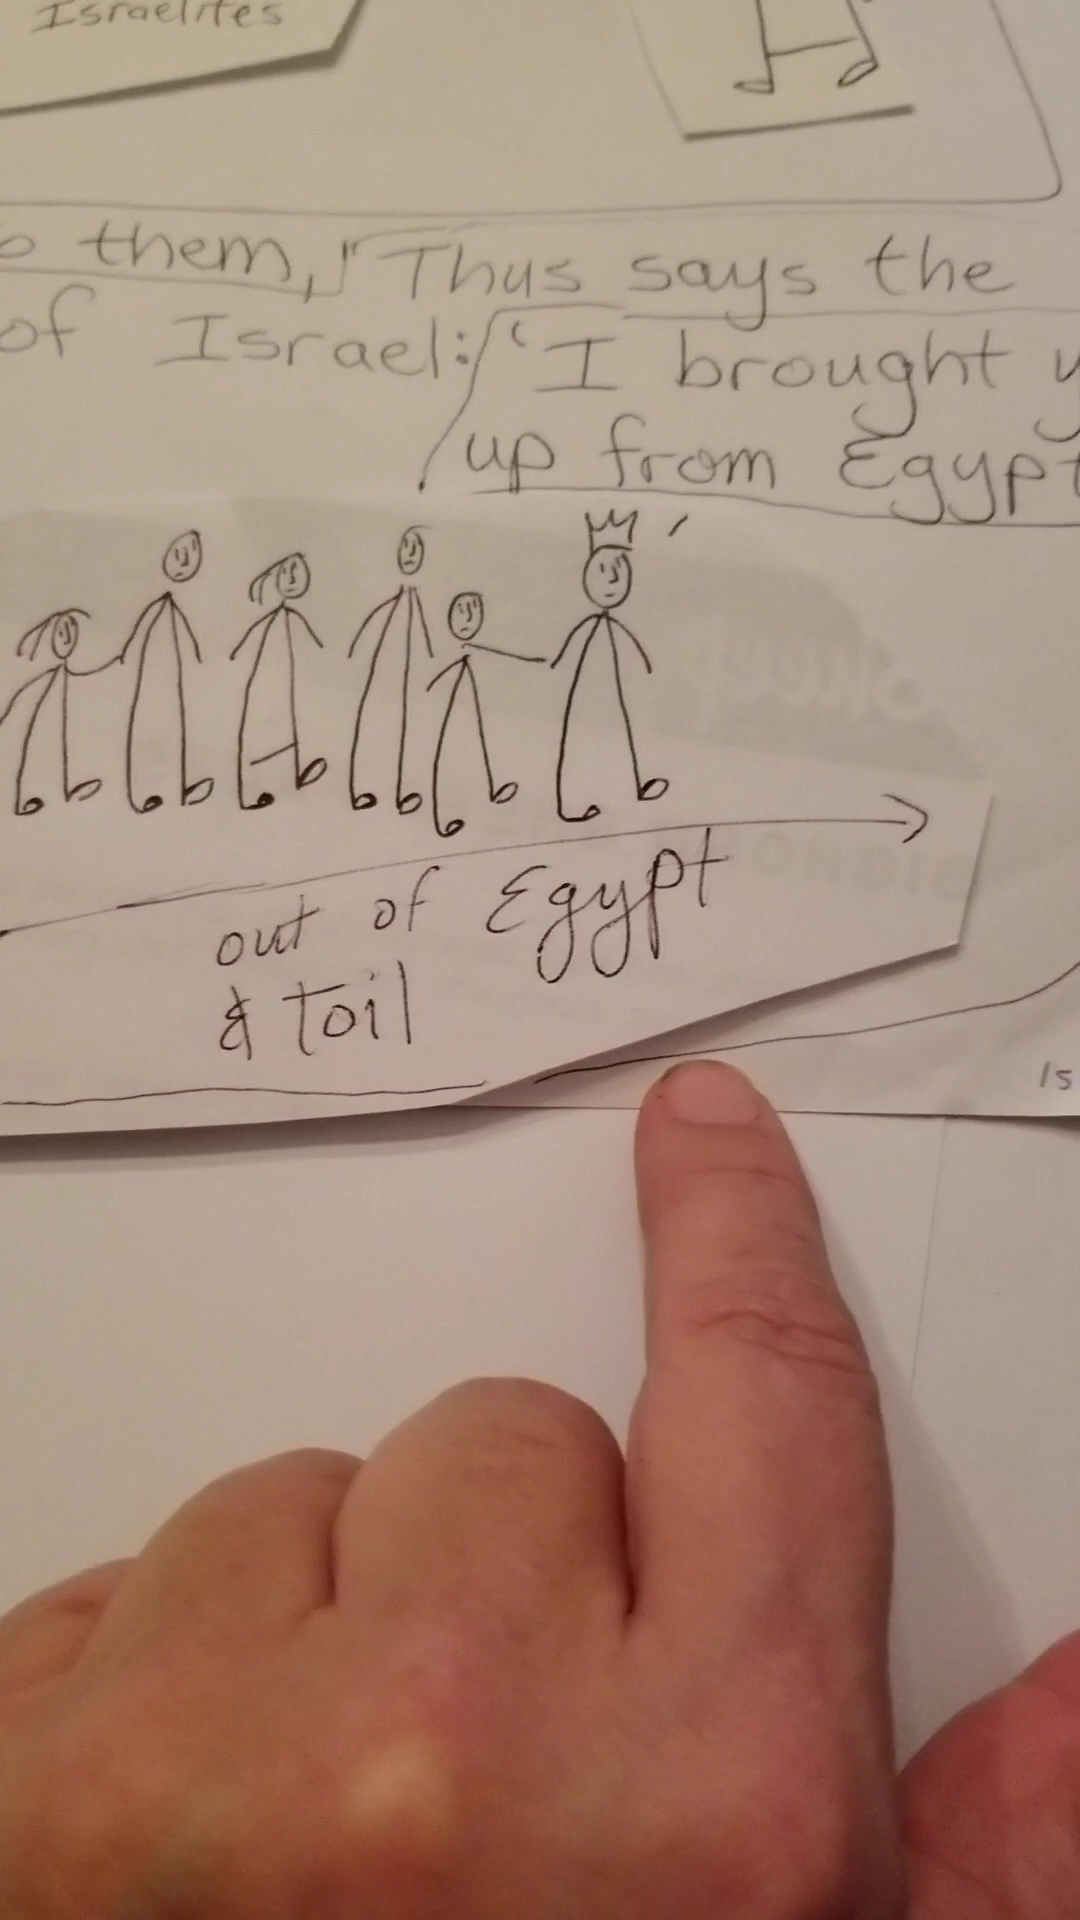 Israelites
them, "Thus says the
of Israel: 'I brought
up from Egypt
out of Egypt
& toil
15